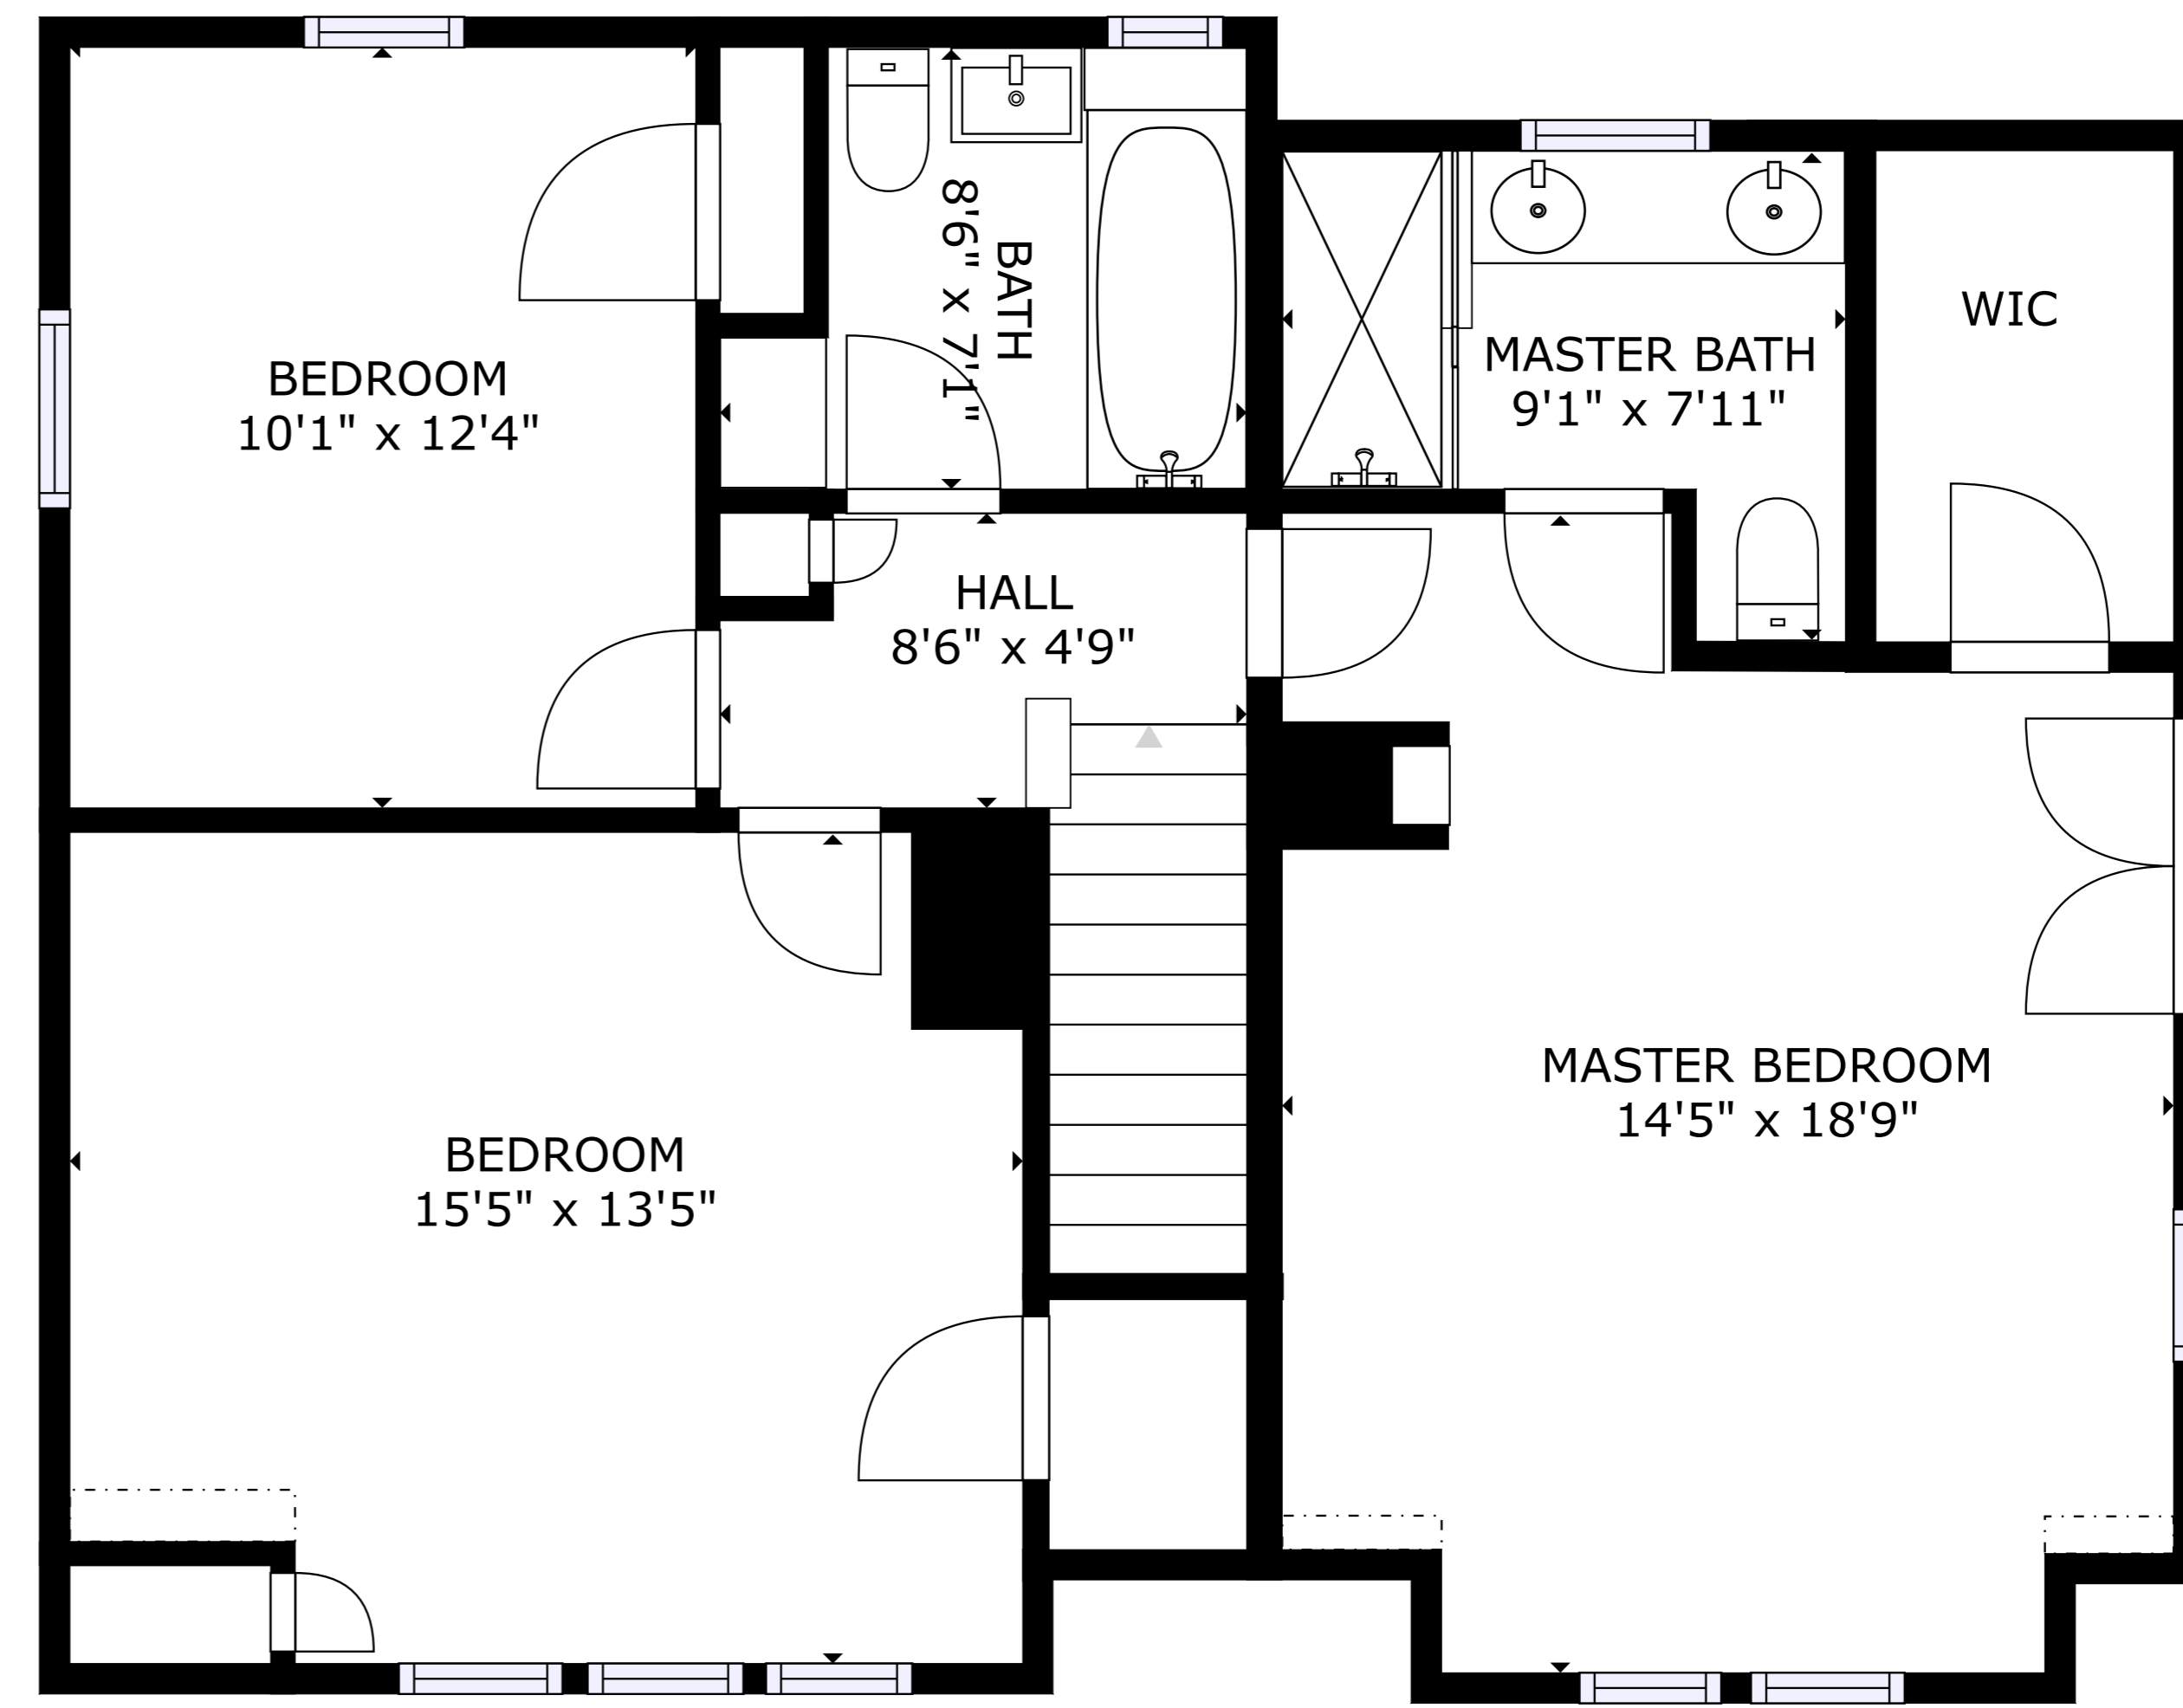 BATH
8'6" x 7'1"
WIC
MASTER BATH
9'1" x 7'11"
BEDROOM
10'1" x 12'4"
HALL
8'6" x 4'9"
MASTER BEDROOM
14'5" x 18'9"
BEDROOM
15'5" x 13'5"